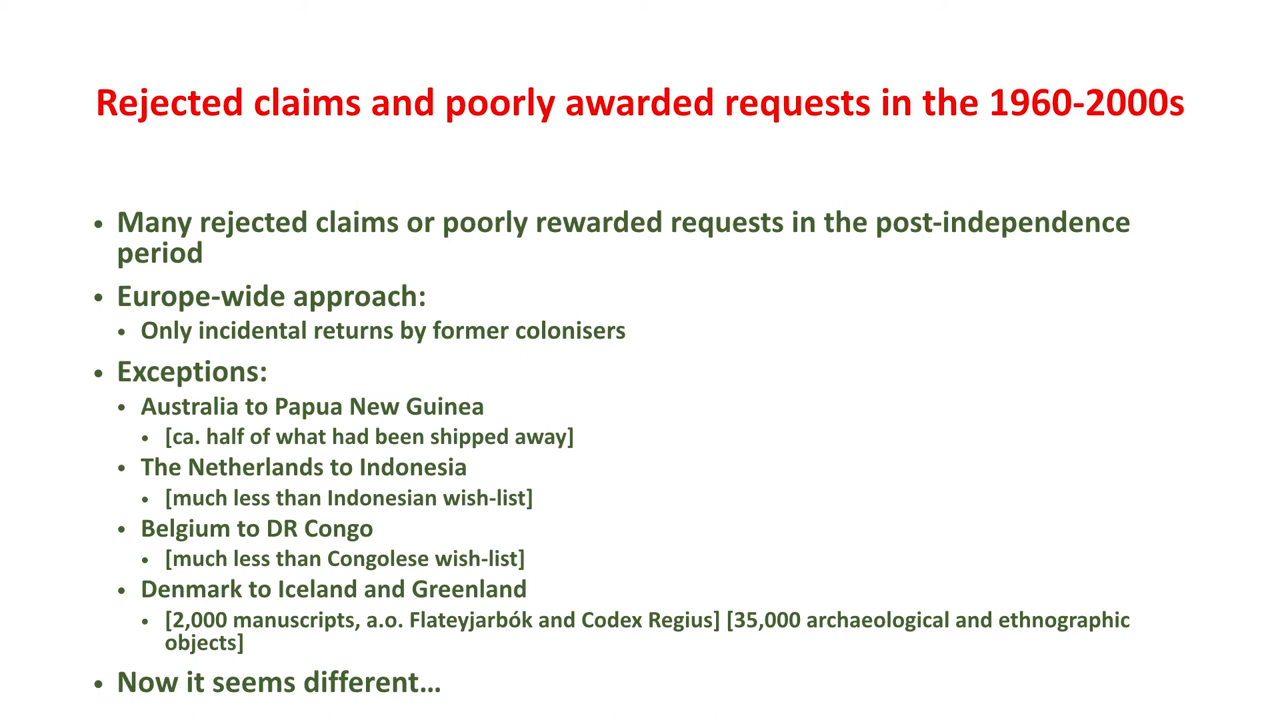 Rejected claims and poorly awarded requests in the 1960-2000s
• Many rejected claims or poorly rewarded requests in the post-independence
period
• Europe-wide approach:
• Only incidental returns by former colonisers
• Exceptions:
• Australia to Papua New Guinea
• [ca. half of what had been shipped away]
• The Netherlands to Indonesia
• [much less than Indonesian wish-list]
• Belgium to DR Congo
• [much less than Congolese wish-list]
• Denmark to Iceland and Greenland
• [2,000 manuscripts, a.o. Flateyjarbók and Codex Regius] [35,000 archaeological and ethnographic
objects]
• Now it seems different…